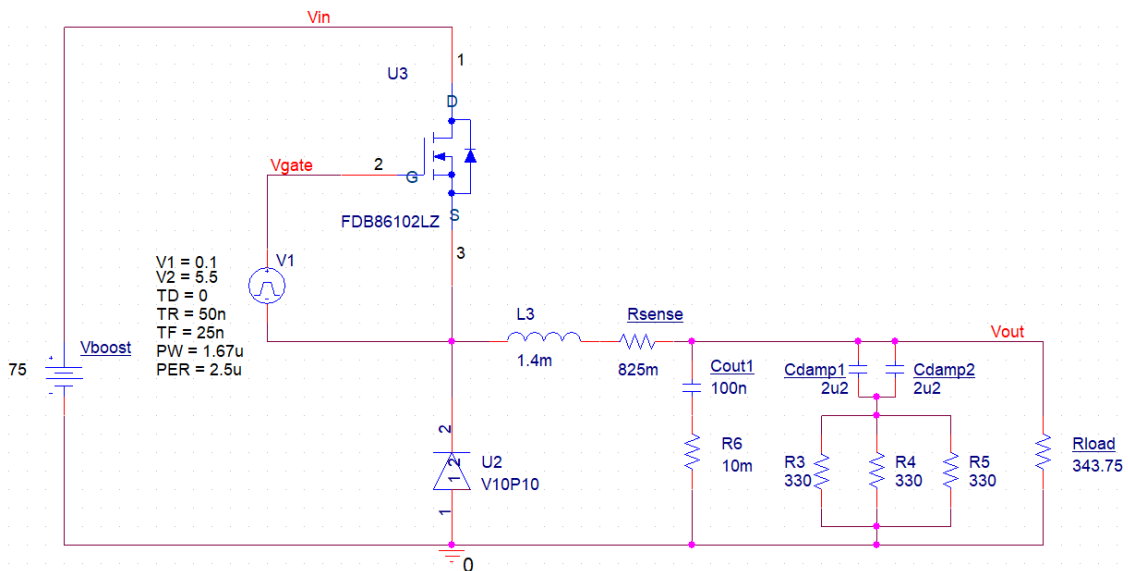 Vin
1
U3
D
Vgate
2
G
FDB86102LZ
S
3
V1 = 0.1
V2 = 5.5
TD = 0
TR = 50n
TF = 25n
PW = 1.67u
PER = 2.5u
V1
L3
1.4m
Rsense
825m
Vout
75
Vboost
Cout1
100n
Cdamp1
2u2
Cdamp2
2u2
2
1 2
1
U2
V10P10
R6
10m
R3
330
R4
330
R5
330
Rload
343.75
0